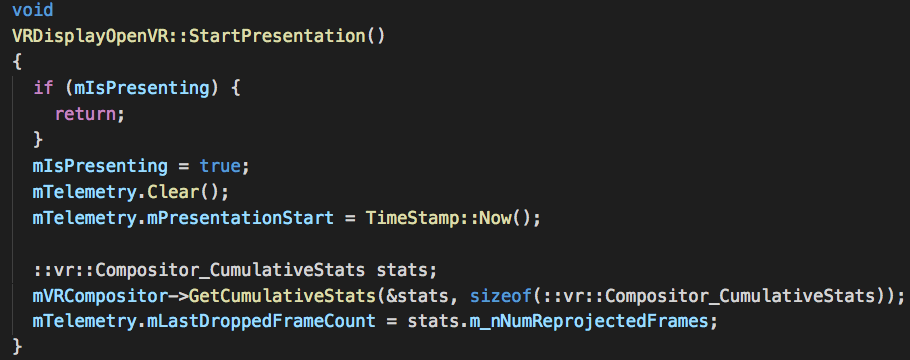 void
VRDisplayOpenVR::StartPresentation()
{
  if (mIsPresenting) {
    return;
  }
  mIsPresenting = true;
  mTelemetry.Clear();
  mTelemetry.mPresentationStart = TimeStamp::Now();

  ::vr::Compositor_CumulativeStats stats;
  mVRCompositor->GetCumulativeStats(&stats, sizeof(::vr::Compositor_CumulativeStats));
  mTelemetry.mLastDroppedFrameCount = stats.m_nNumReprojectedFrames;
}